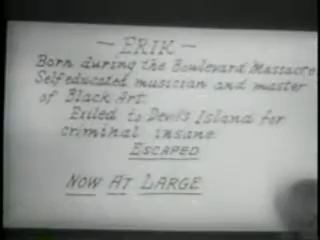 — ERIK —
Born during the Boulevard Massacre
Self educated musician and master
of Black Art.
Exiled to Devil's Island for
criminal insane.
ESCAPED
NOW AT LARGE